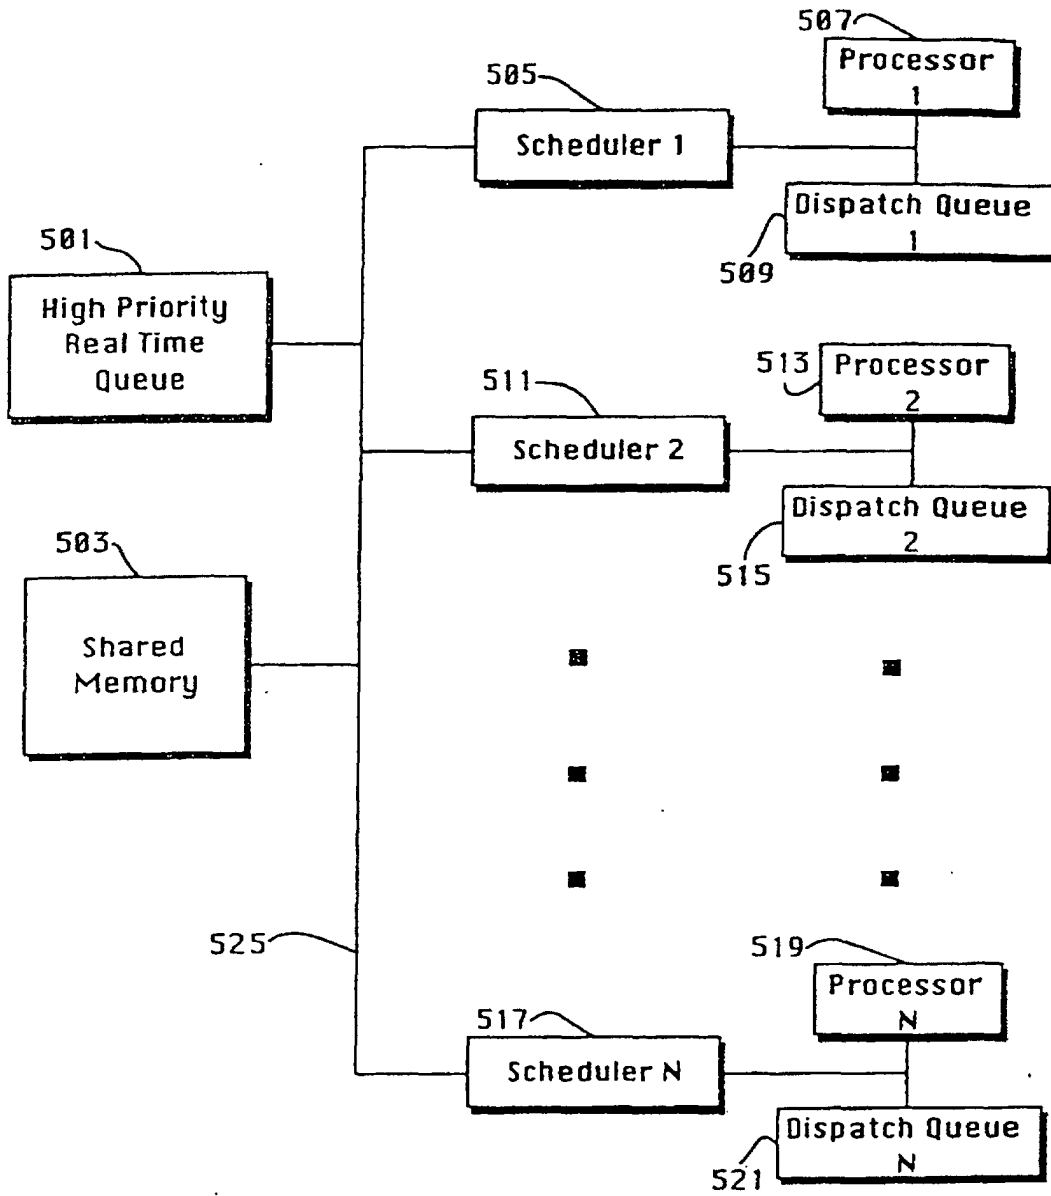 507
Processor
1
505
Scheduler 1
Dispatch Queue
1
509
501
High Priority
Real Time
Queue
513
Processor
2
511
Scheduler 2
Dispatch Queue
2
515
503
Shared
Memory
525
519
Processor
N
517
Scheduler N
Dispatch Queue
N
521